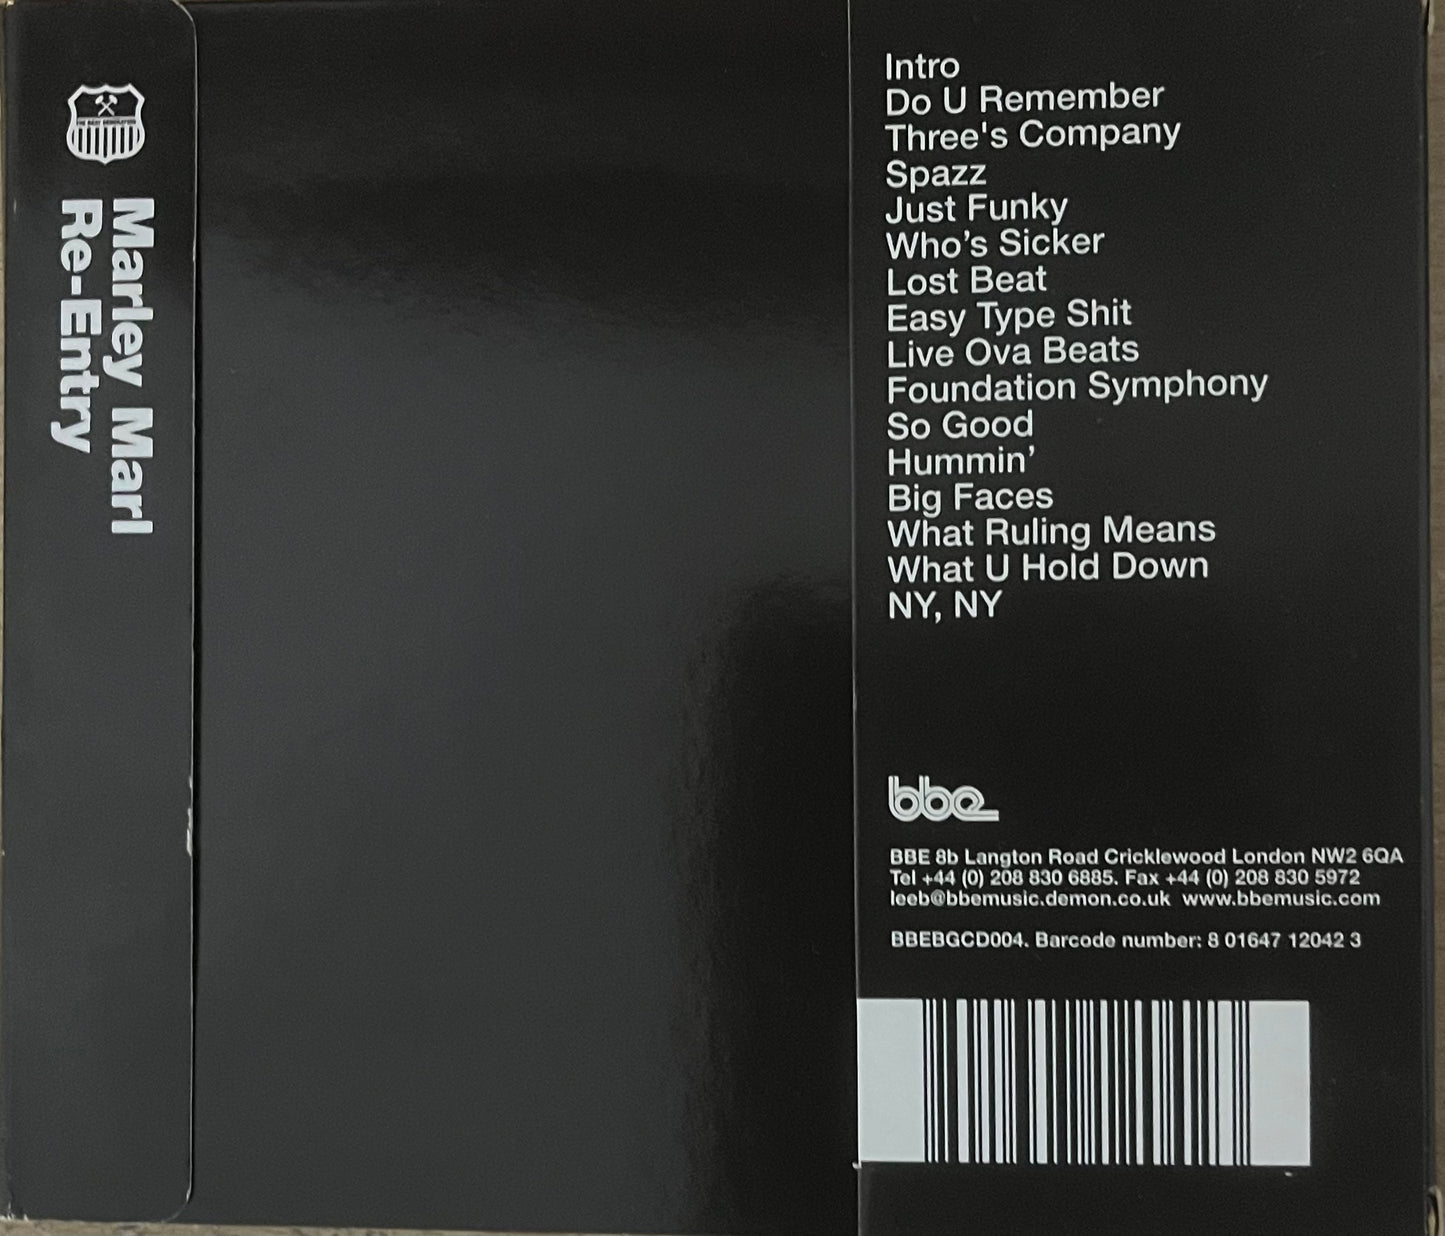 THE BEAT GENERATION
Marley Marl
Re-Entry
Intro
Do U Remember
Three's Company
Spazz
Just Funky
Who’s Sicker
Lost Beat
Easy Type Shit
Live Ova Beats
Foundation Symphony
So Good
Hummin’
Big Faces
What Ruling Means
What U Hold Down
NY, NY
bbe
BBE 8b Langton Road Cricklewood London NW2 6QA
Tel +44 (0) 208 830 6885. Fax +44 (0) 208 830 5972
leeb@bbemusic.demon.co.uk www.bbemusic.com
BBEBGCD004. Barcode number: 8 01647 12042 3